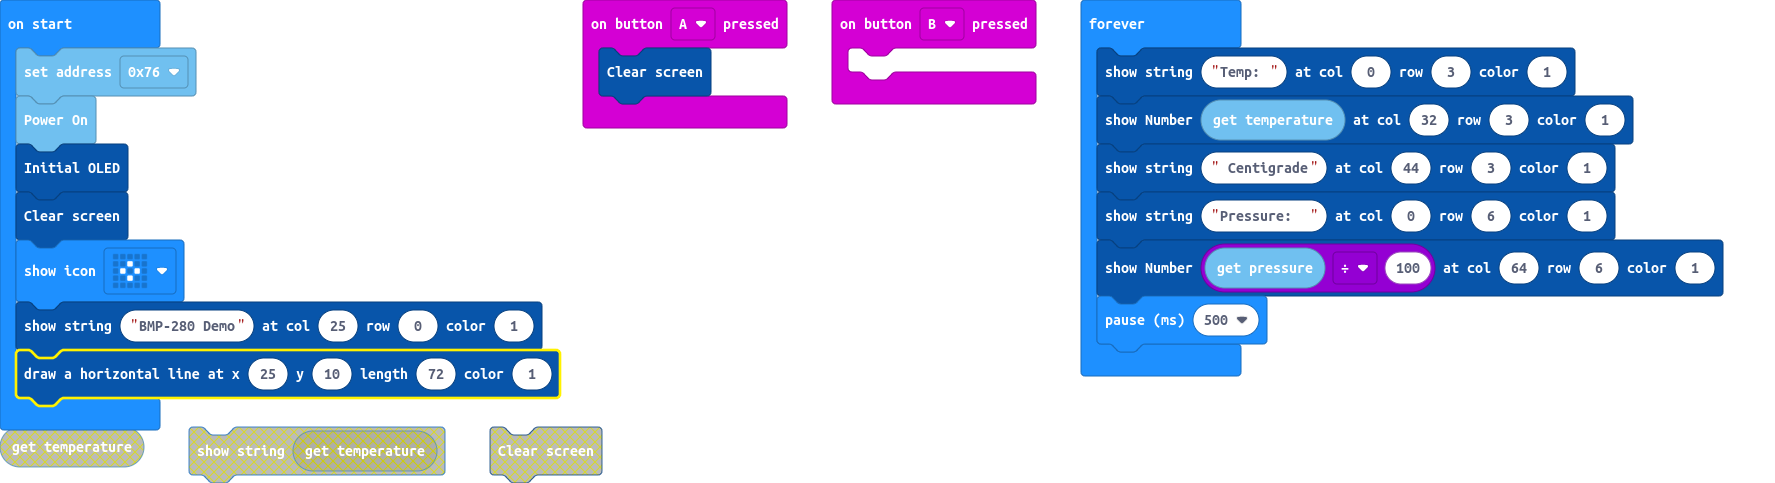 on start
set address 0x76
Power On
Initial OLED
Clear screen
show icon
show string "BMP-280 Demo" at col 25 row 0 color 1
draw a horizontal line at x 25 y 10 length 72 color 1
get temperature
show string get temperature
Clear screen
on button A pressed
Clear screen
on button B pressed
forever
show string "Temp: " at col 0 row 3 color 1
show Number get temperature at col 32 row 3 color 1
show string " Centigrade" at col 44 row 3 color 1
show string "Pressure:  " at col 0 row 6 color 1
show Number get pressure ÷ 100 at col 64 row 6 color 1
pause (ms) 500